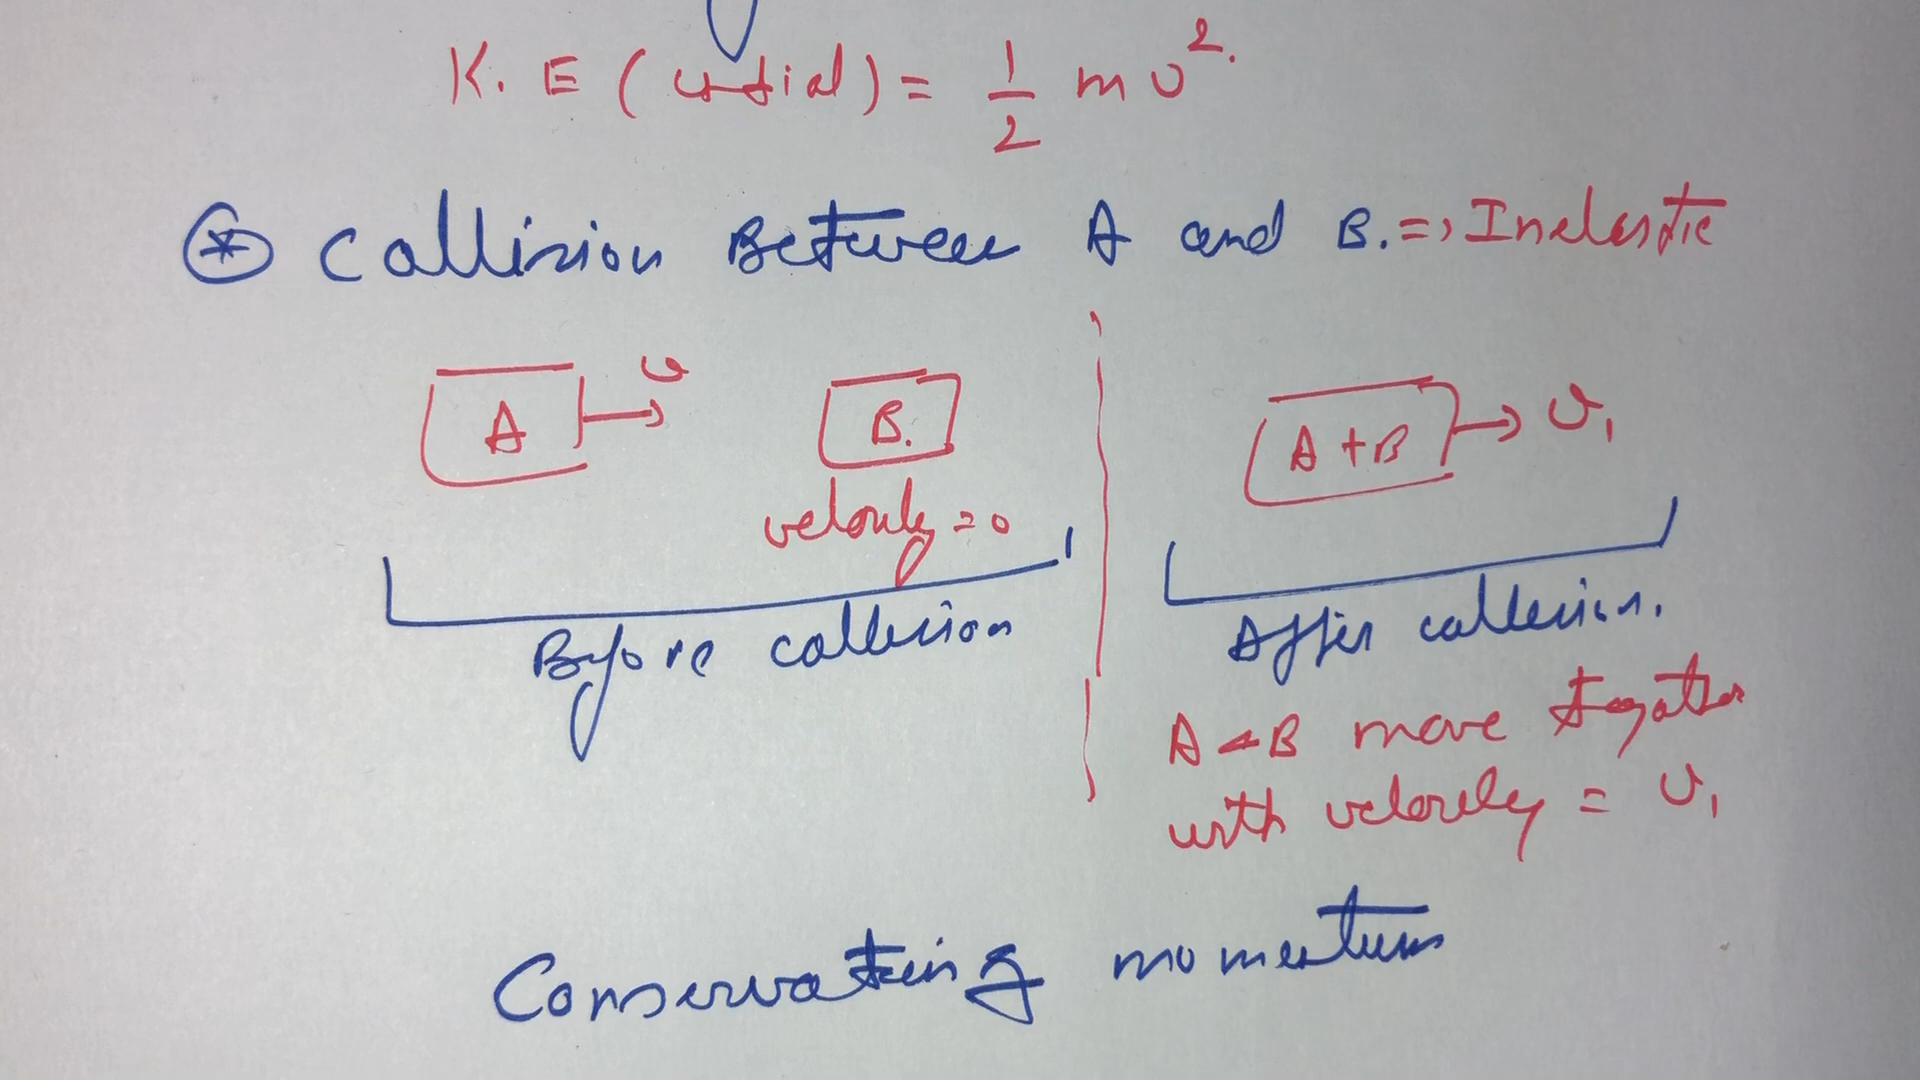 K.E (initial) = 1/2 mv².
* Collision Between A and B. => Inelastic
A → v
B.
velocity = 0
A + B → v₁
Before collision
After collision.
A & B move together
with velocity = v₁
Conservating momentum